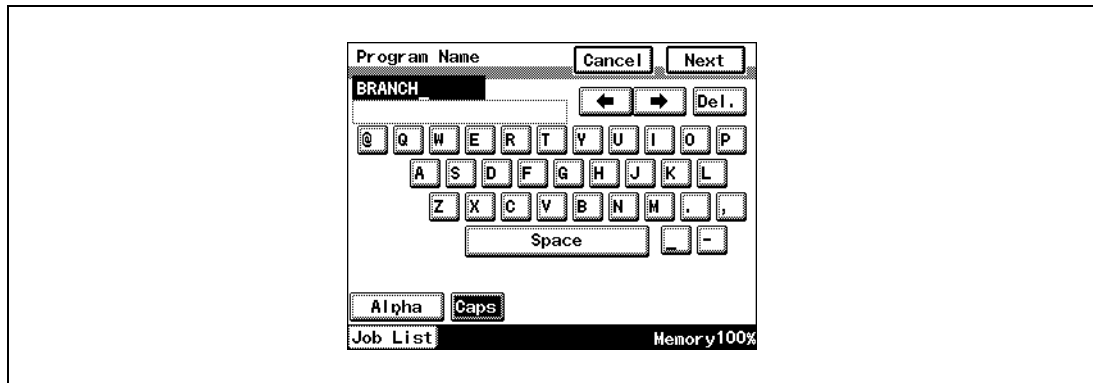 Program Name Cancel Next
BRANCH_
← → Del.
@ Q W E R T Y U I O P
A S D F G H J K L
Z X C V B N M . ,
Space _ -
Alpha Caps
Job List Memory100%